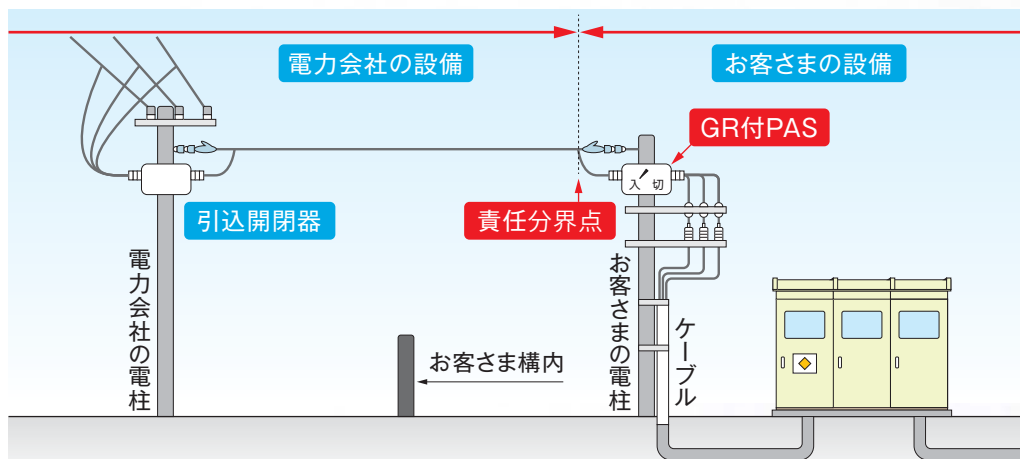 電力会社の設備
お客さまの設備
GR付PAS
入 切
引込開閉器
責任分界点
電力会社の電柱
お客さまの電柱
ケーブル
お客さま構内